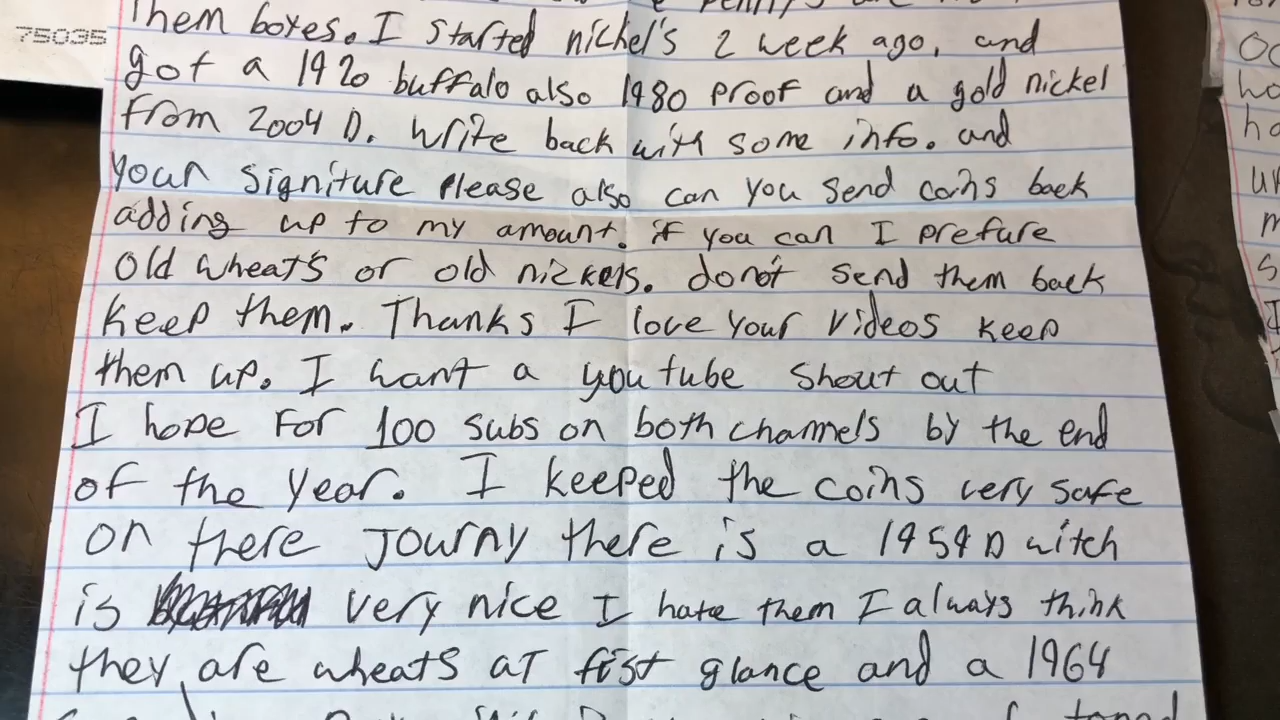 75035
Them boxes. I started nickel's 2 week ago, and
got a 1920 buffalo also 1980 proof and a gold nickel
from 2004 D. Write back with some info. and
your signiture please also can you send coins back
adding up to my amount. if you can I prefure
old wheat's or old nickels. donot send them back
keep them. Thanks I love your videos keep
them up. I want a you tube shout out
I hope for 100 subs on both channels by the end
of the year. I keeped the coins very safe
on there journy there is a 1959 D witch
is very nice I hate them I always think
they are wheats at fist glance and a 1964